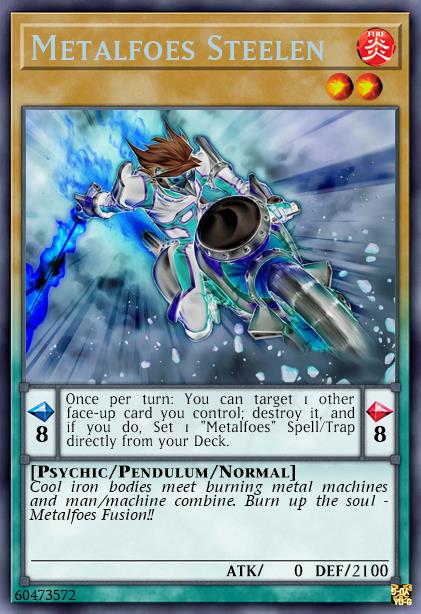 Metalfoes Steelen
FIRE
炎
Once per turn: You can target 1 other
face-up card you control; destroy it, and
if you do, Set 1 "Metalfoes" Spell/Trap
directly from your Deck.
8
8
[Psychic/Pendulum/Normal]
Cool iron bodies meet burning metal machines
and man/machine combine. Burn up the soul -
Metalfoes Fusion!!
ATK/ 0 DEF/2100
60473572